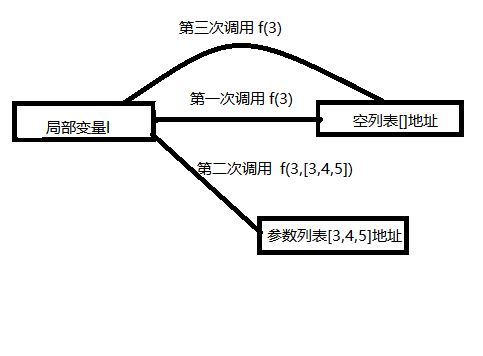 第三次调用 f(3)
第一次调用 f(3)
局部变量l
空列表[]地址
第二次调用 f(3,[3,4,5])
参数列表[3,4,5]地址